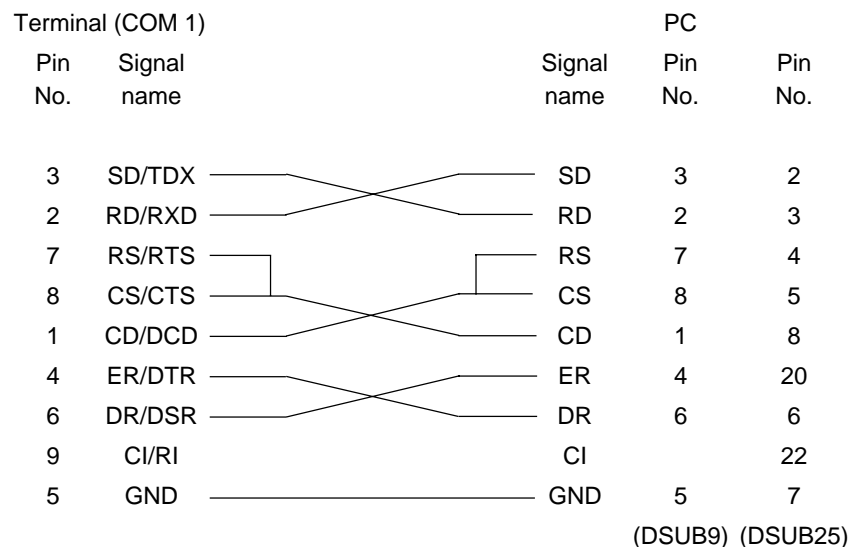 Terminal (COM 1) PC
Pin Signal Signal Pin Pin
No. name name No. No.
3 SD/TDX SD 3 2
2 RD/RXD RD 2 3
7 RS/RTS RS 7 4
8 CS/CTS CS 8 5
1 CD/DCD CD 1 8
4 ER/DTR ER 4 20
6 DR/DSR DR 6 6
9 CI/RI CI 22
5 GND GND 5 7
(DSUB9) (DSUB25)